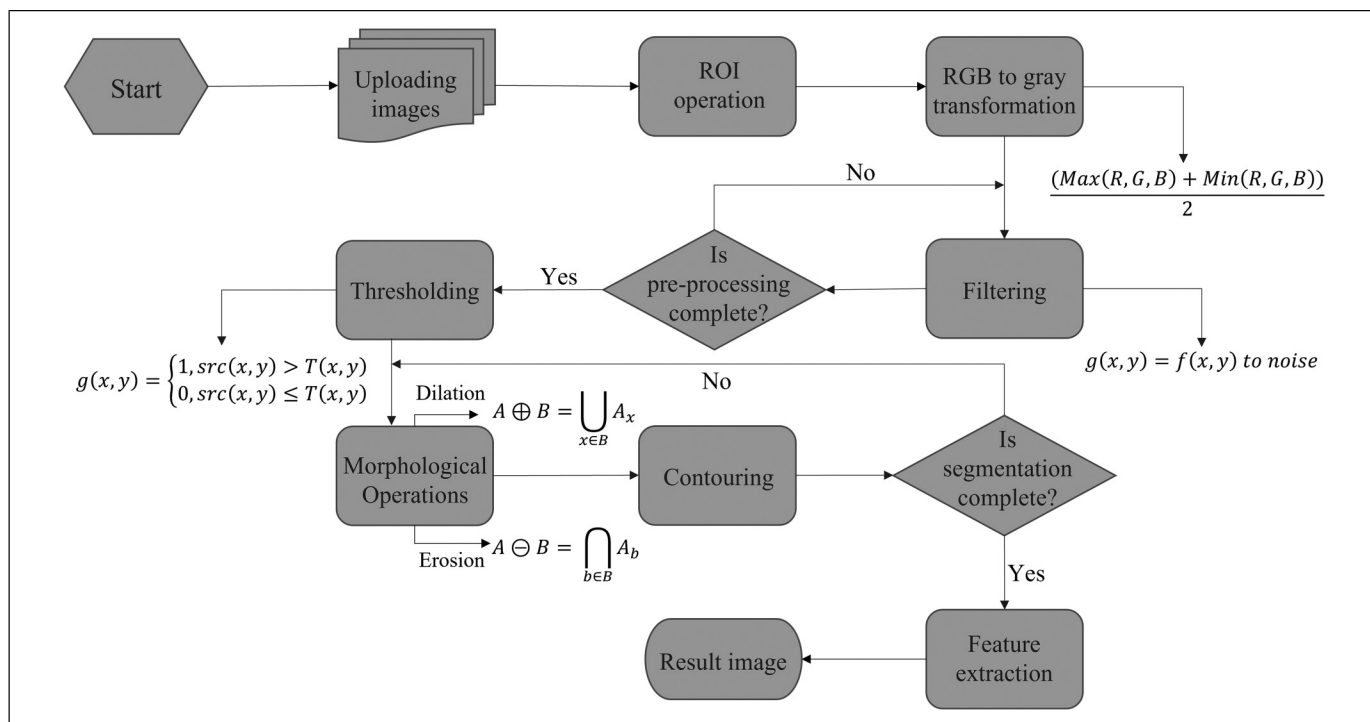 Start
Uploading
images
ROI
operation
RGB to gray
transformation
(Max(R, G, B) + Min(R, G, B))
2
No
Is
pre-processing
complete?
Yes
Thresholding
Filtering
g(x, y) = {1, src(x, y) > T(x, y)
0, src(x, y) ≤ T(x, y)
g(x, y) = f(x, y) to noise
No
Dilation
A ⊕ B = ⋃ A_x
x∈B
Morphological
Operations
Contouring
Is
segmentation
complete?
Erosion
A ⊖ B = ⋂ A_b
b∈B
Yes
Feature
extraction
Result image